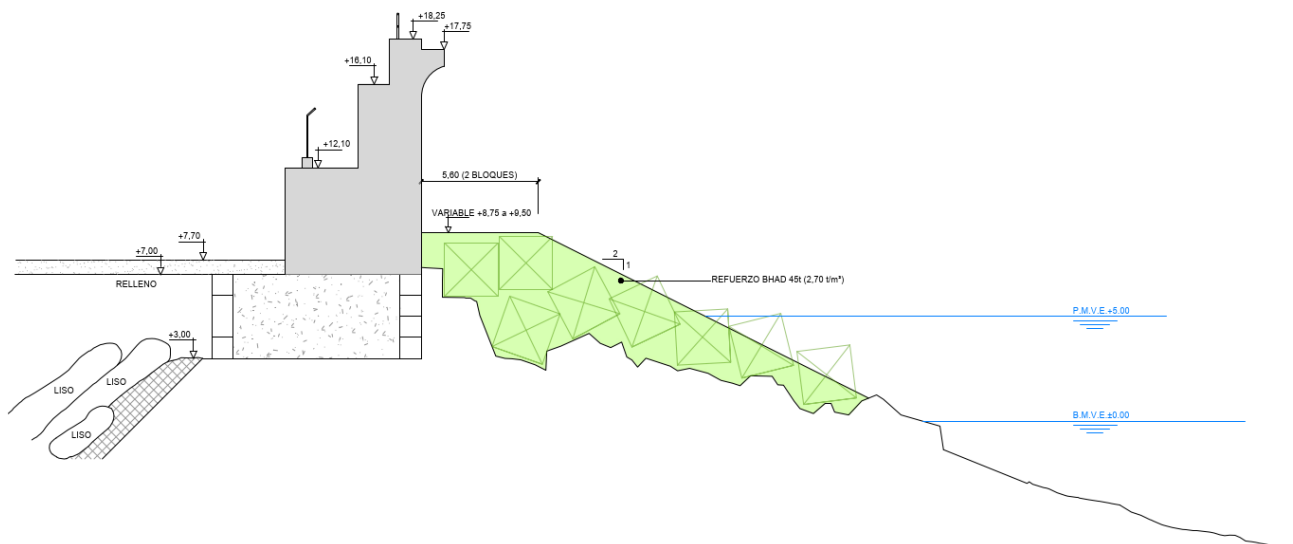 +18,25
+17,75
+16,10
+12,10
5,60 (2 BLOQUES)
VARIABLE +8,75 a +9,50
+7,70
+7,00
RELLENO
2
1
REFUERZO BHAD 45t (2,70 t/m³)
P.M.V.E.+5.00
+3,00
LISO
LISO
LISO
B.M.V.E.±0.00